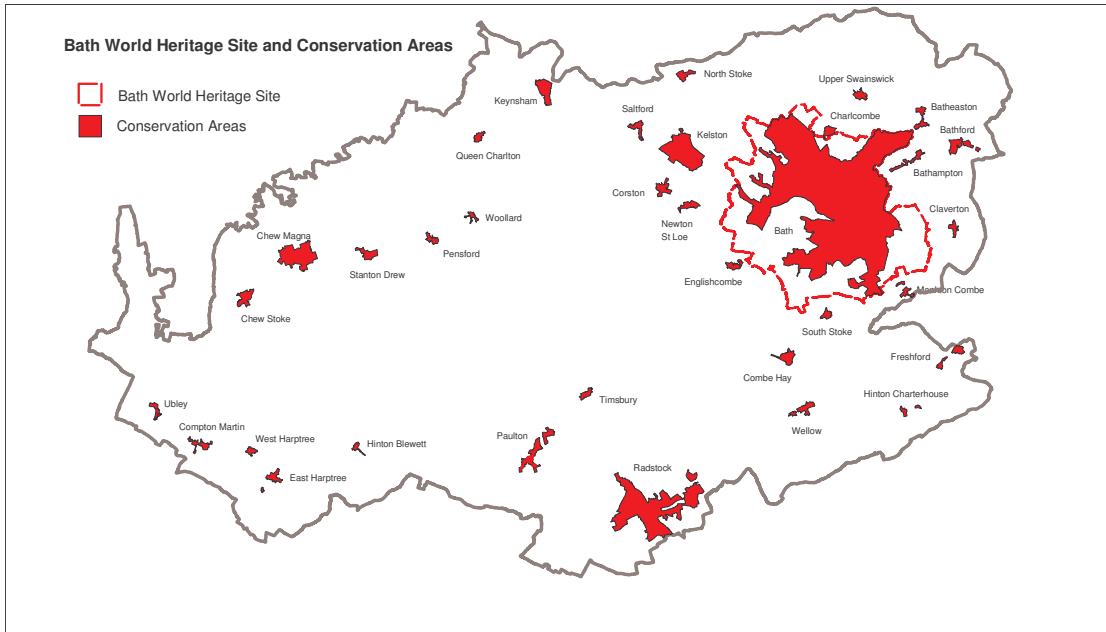 Bath World Heritage Site and Conservation Areas
Bath World Heritage Site
Conservation Areas
North Stoke
Upper Swainswick
Keynsham
Saltford
Batheaston
Charlcombe
Bathford
Kelston
Queen Charlton
Bathampton
Corston
Claverton
Woollard
Newton
St Loe
Bath
Chew Magna
Pensford
Stanton Drew
Englishcombe
Monkton Combe
Chew Stoke
South Stoke
Freshford
Combe Hay
Hinton Charterhouse
Timsbury
Ubley
Wellow
Compton Martin
West Harptree
Hinton Blewett
Paulton
East Harptree
Radstock